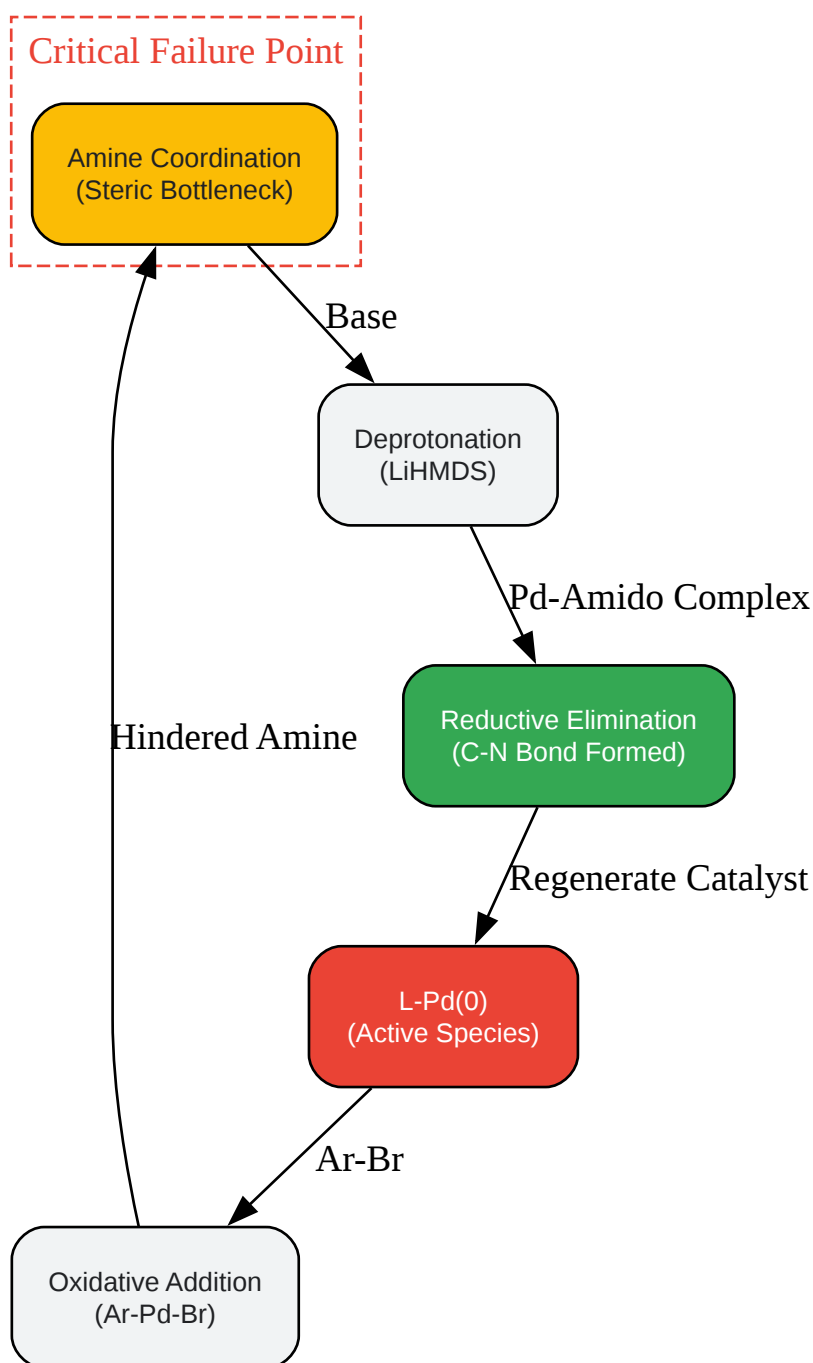 Critical Failure Point
Amine Coordination
(Steric Bottleneck)
Base
Deprotonation
(LiHMDS)
Pd-Amido Complex
Reductive Elimination
(C-N Bond Formed)
Hindered Amine
Regenerate Catalyst
L-Pd(0)
(Active Species)
Ar-Br
Oxidative Addition
(Ar-Pd-Br)